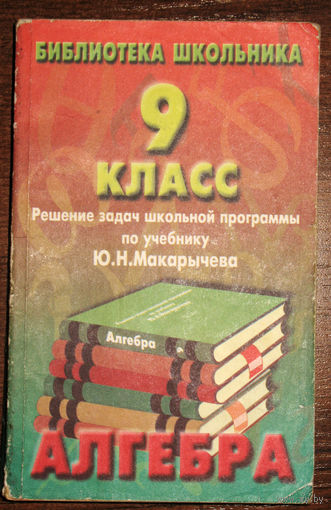 БИБЛИОТЕКА ШКОЛЬНИКА
9
КЛАСС
Решение задач школьной программы
по учебнику
Ю.Н.Макарычева
Алгебра
АЛГЕБРА